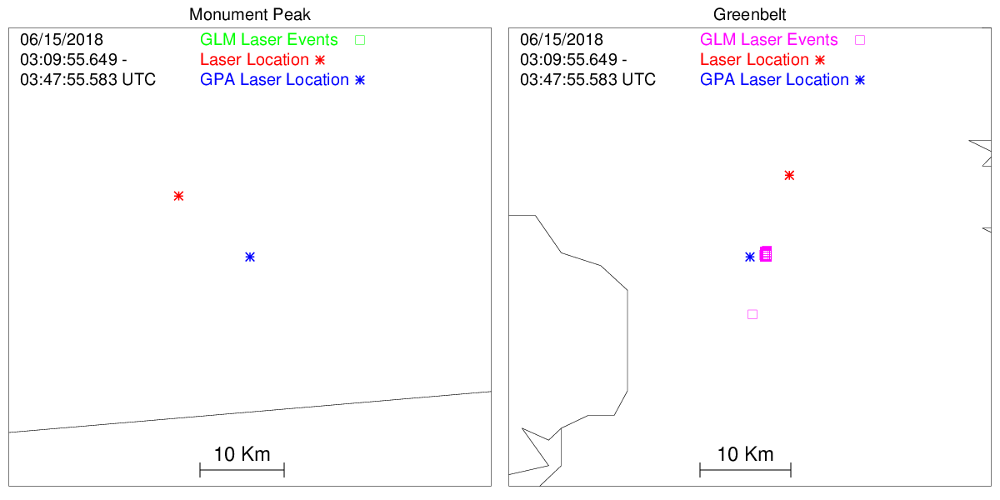 Monument Peak
06/15/2018
03:09:55.649 -
03:47:55.583 UTC
GLM Laser Events
Laser Location
GPA Laser Location
10 Km
Greenbelt
06/15/2018
03:09:55.649 -
03:47:55.583 UTC
GLM Laser Events
Laser Location
GPA Laser Location
10 Km